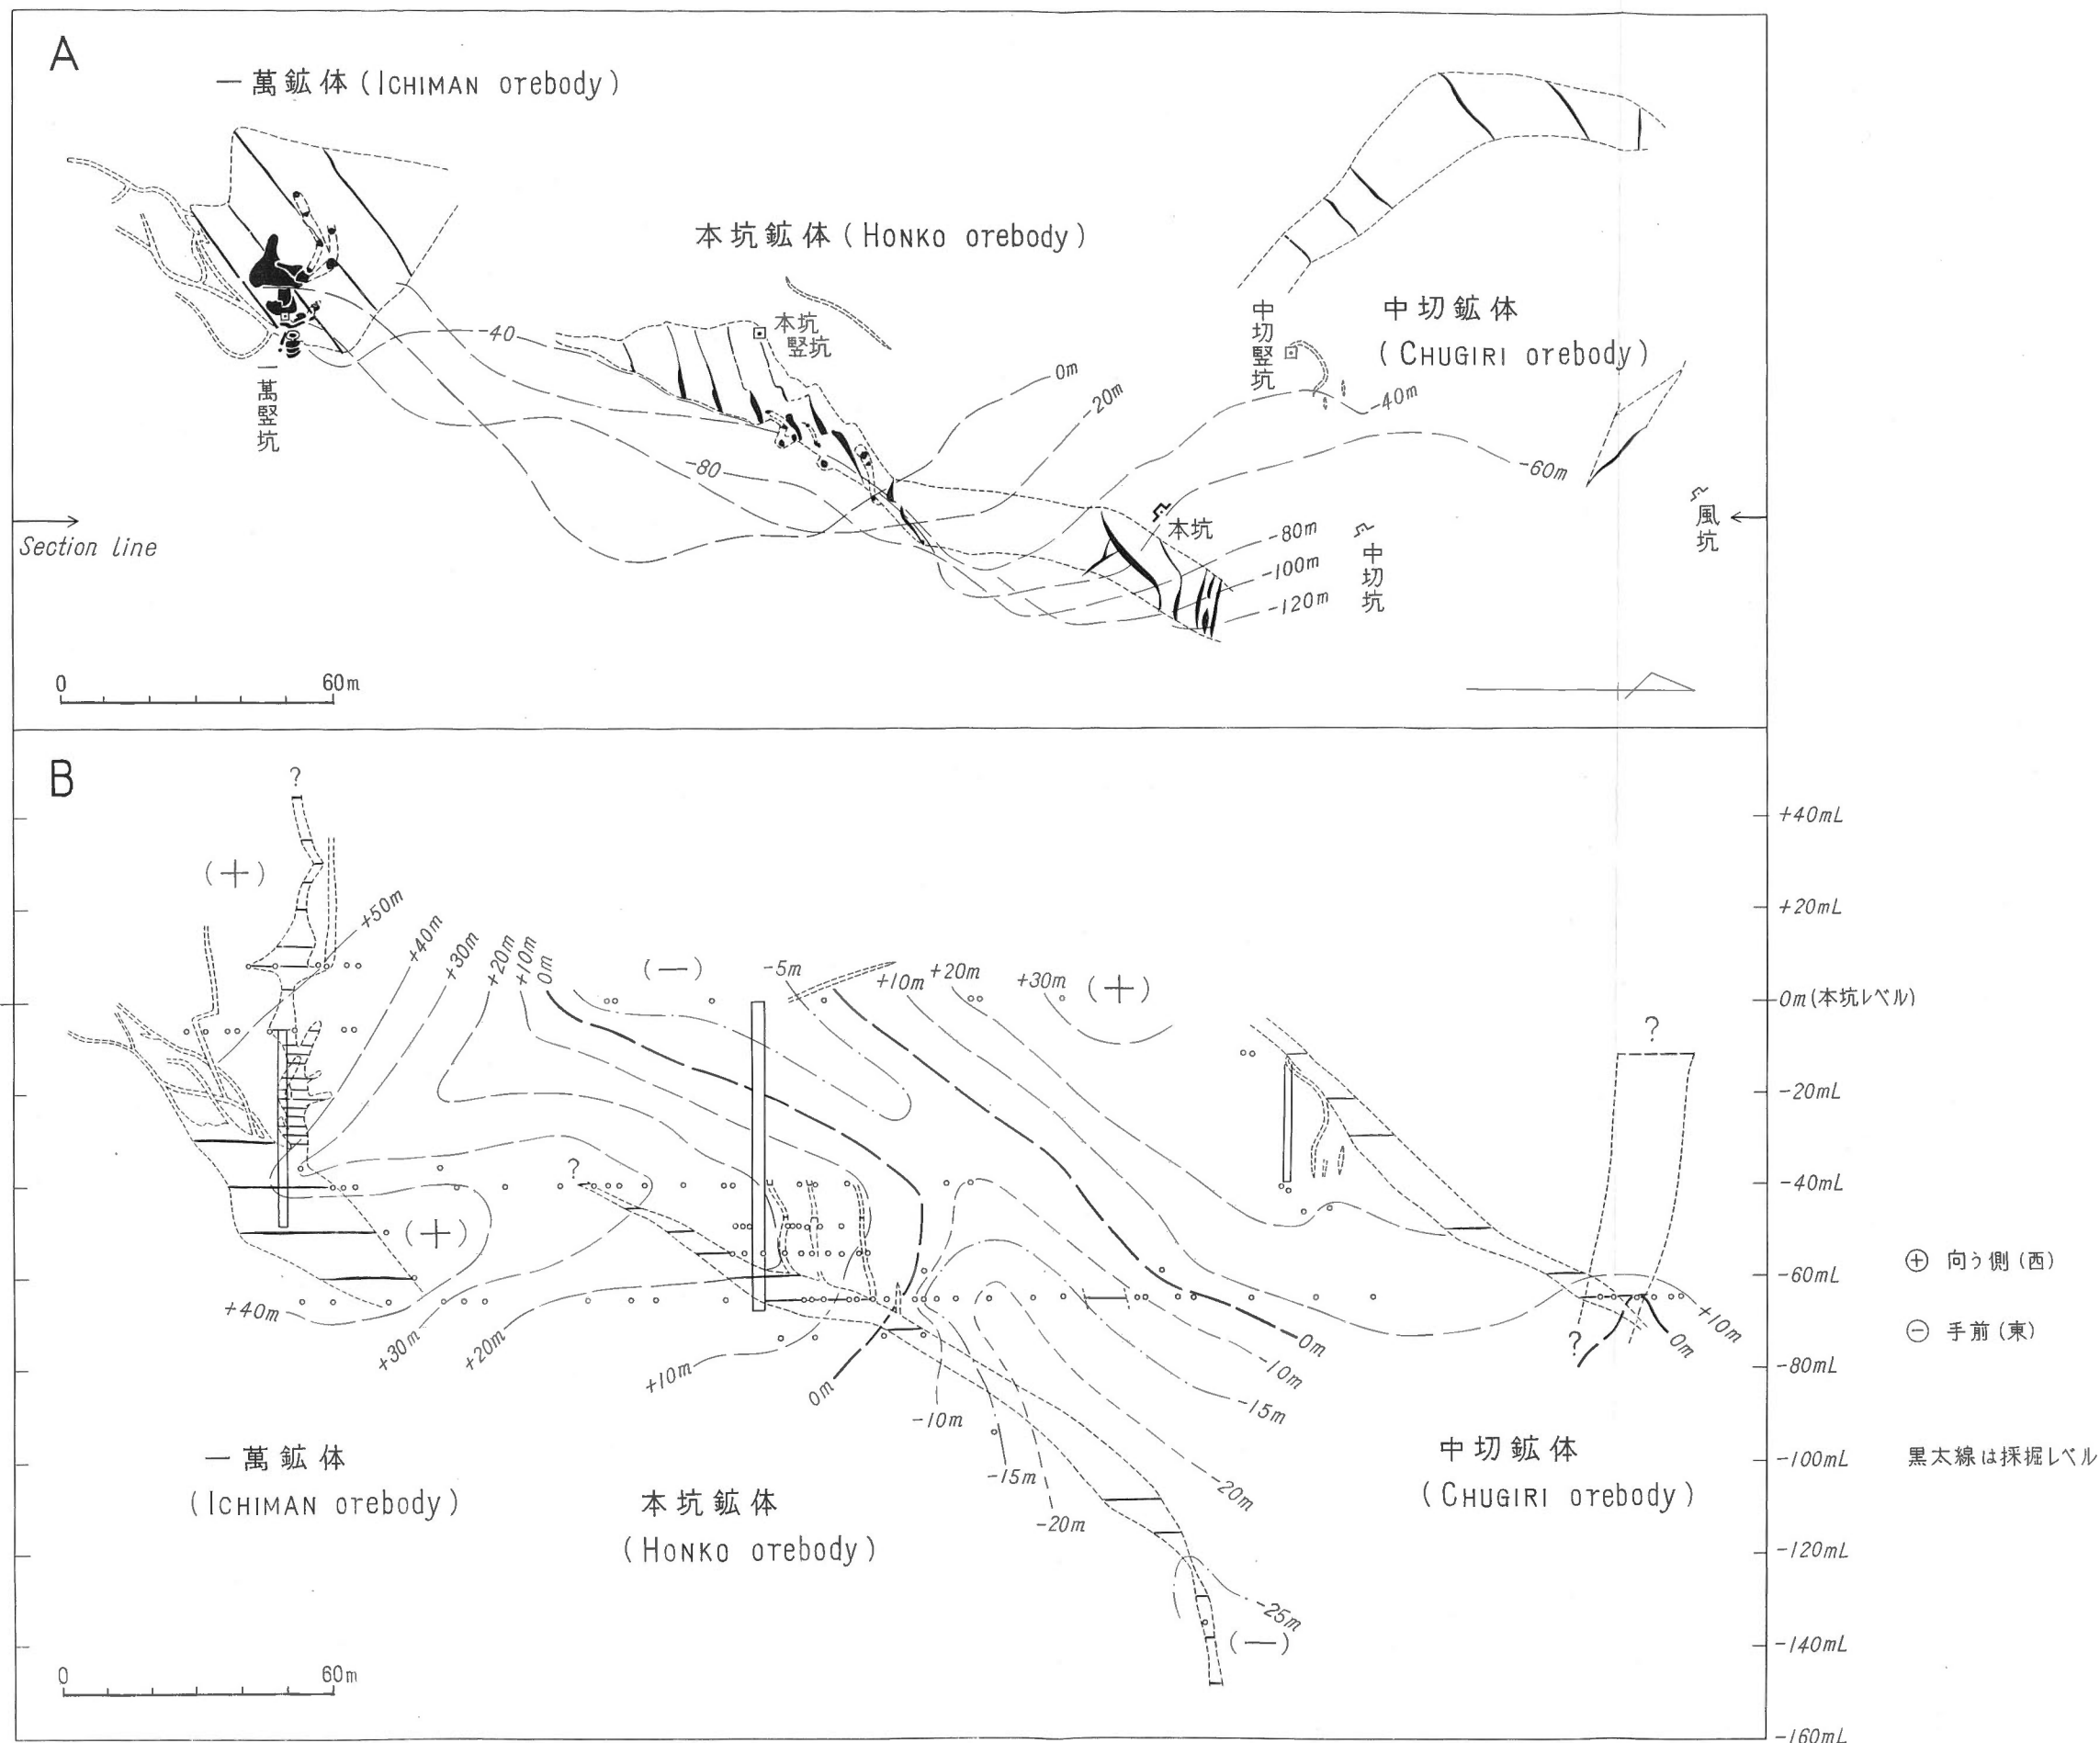 A
一萬鉱体 (ICHIMAN orebody)
本坑鉱体 (HONKO orebody)
本坑
竪坑
中切竪坑
中切鉱体
(CHUGIRI orebody)
一萬竪坑
-40
0m
-20m
-40m
-80
-60m
Section line
本坑
-80m
-100m
-120m
中切坑
風坑
0 60m
B
?
+40mL
(+)
+50m
+20mL
+40m
+30m
+20m
+10m
0m
(−)
-5m
+10m
+20m
+30m
(+)
0m (本坑レベル)
?
-20mL
?
-40mL
(+)
-60mL
+40m
+30m
+20m
+10m
0m
-10m
-15m
-20m
-10m
-15m
-20m
0m
?
0m
+10m
-80mL
⊕ 向う側 (西)
⊖ 手前 (東)
一萬鉱体
(ICHIMAN orebody)
本坑鉱体
(HONKO orebody)
中切鉱体
(CHUGIRI orebody)
-100mL
黒太線は採掘レベル
-120mL
-25m
(−)
-140mL
0 60m
-160mL